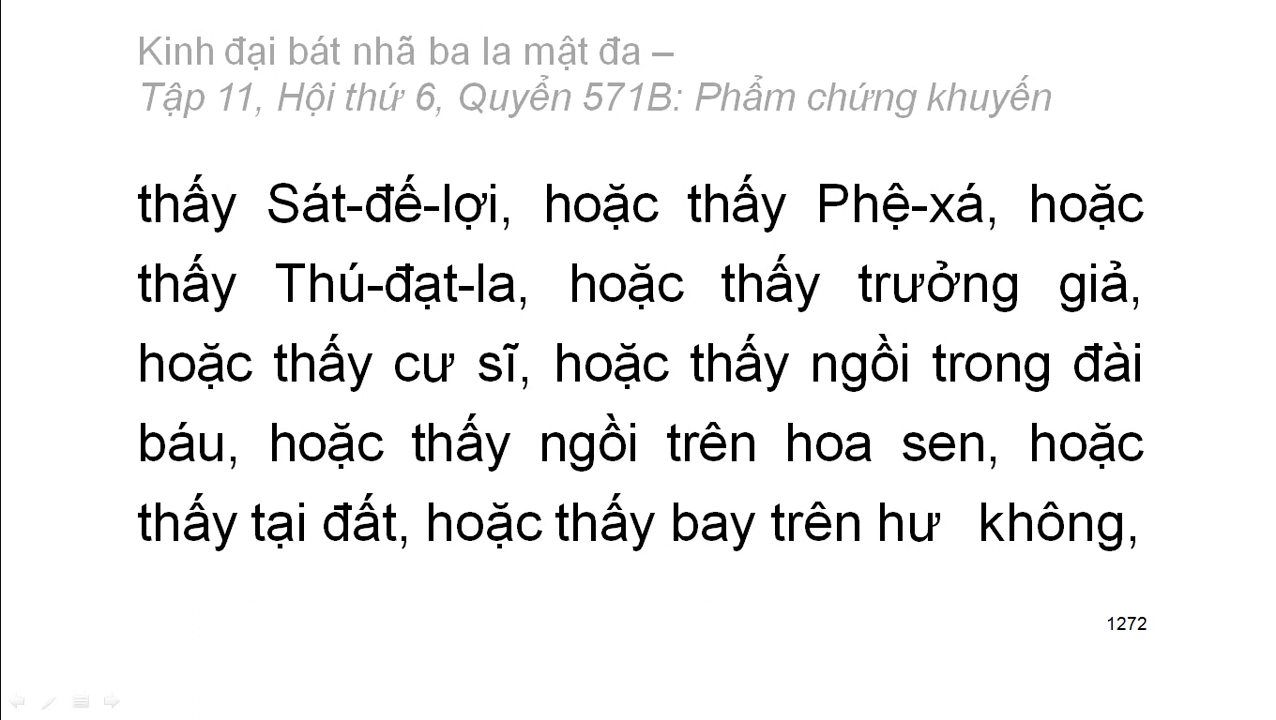 Kinh đại bát nhã ba la mật đa –
Tập 11, Hội thứ 6, Quyển 571B: Phẩm chứng khuyến
thấy Sát-đế-lợi, hoặc thấy Phệ-xá, hoặc
thấy Thú-đạt-la, hoặc thấy trưởng giả,
hoặc thấy cư sĩ, hoặc thấy ngồi trong đài
báu, hoặc thấy ngồi trên hoa sen, hoặc
thấy tại đất, hoặc thấy bay trên hư không,
1272